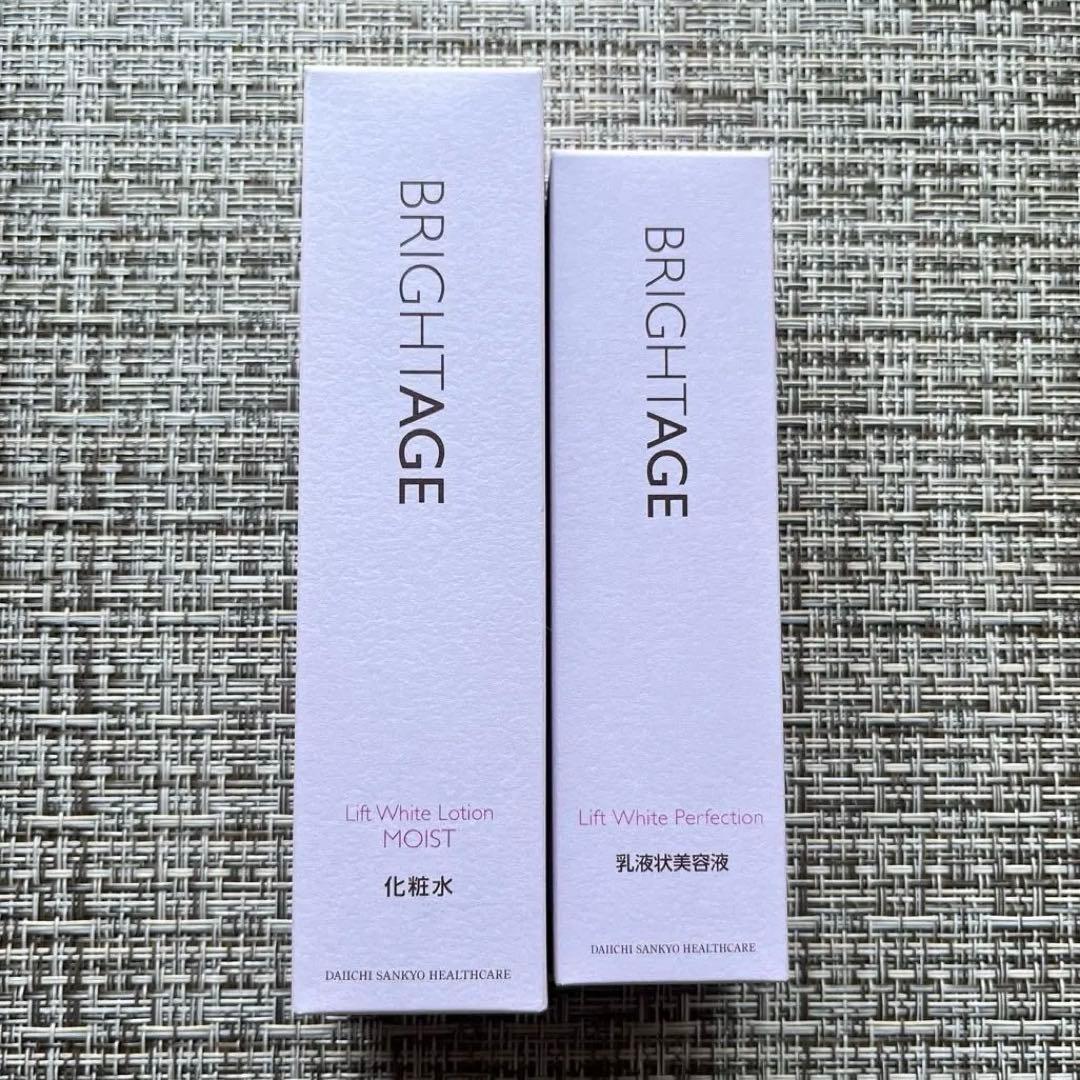 BRIGHTAGE
Lift White Lotion
MOIST
化粧水
DAIICHI SANKYO HEALTHCARE
BRIGHTAGE
Lift White Perfection
乳液状美容液
DAIICHI SANKYO HEALTHCARE